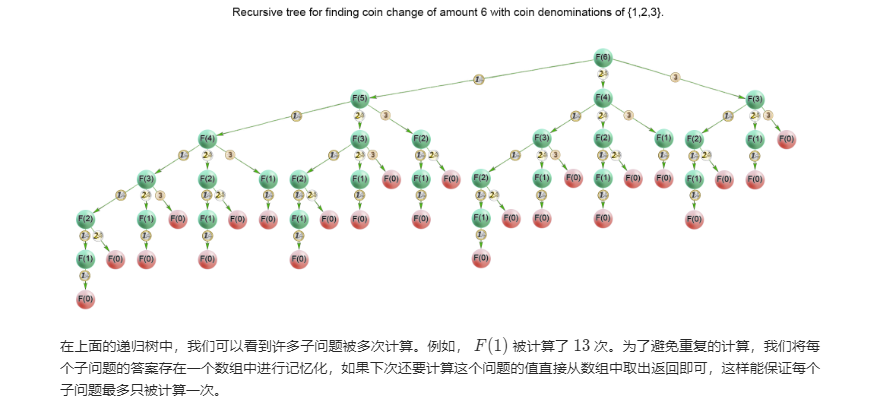 Recursive tree for finding coin change of amount 6 with coin denominations of {1,2,3}.
F(6)
1 2 3
F(5) F(4) F(3)
1 2 3 1 2 3 1 2 3
F(4) F(3) F(2) F(3) F(2) F(1) F(2) F(1) F(0)
1 2 3 1 2 3 1 2 1 2 3 1 2 1 1 2 1
F(3) F(2) F(1) F(2) F(1) F(0) F(1) F(0) F(2) F(1) F(0) F(1) F(0) F(0) F(1) F(0) F(0)
1 2 3 1 2 1 1 2 1 1 1 2 1 1 1
F(2) F(1) F(0) F(1) F(0) F(0) F(1) F(0) F(0) F(0) F(1) F(0) F(0) F(0) F(0)
1 2 1 1 1 1
F(1) F(0) F(0) F(0) F(0) F(0)
1
F(0)
在上面的递归树中，我们可以看到许多子问题被多次计算。例如， F(1) 被计算了 13 次。为了避免重复的计算，我们将每
个子问题的答案存在一个数组中进行记忆化，如果下次还要计算这个问题的值直接从数组中取出返回即可，这样能保证每个
子问题最多只被计算一次。